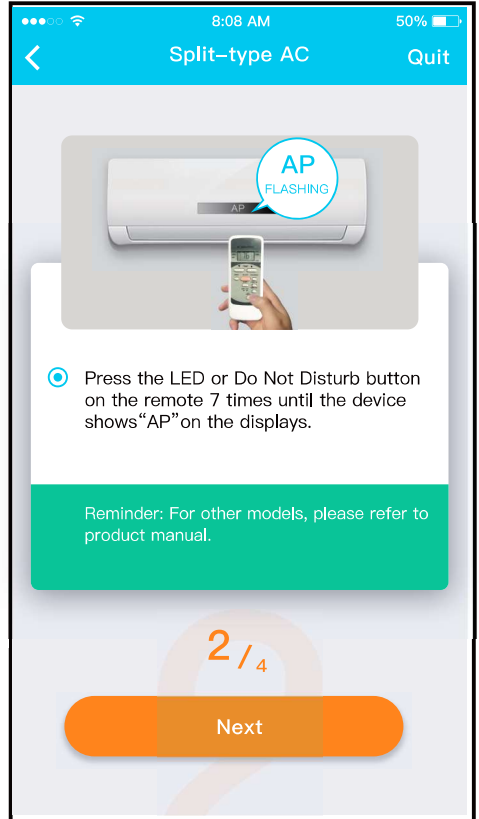 8:08 AM
50%
Split-type AC
Quit
AP
FLASHING
AP
Press the LED or Do Not Disturb button
on the remote 7 times until the device
shows“AP”on the displays.
Reminder: For other models, please refer to
product manual.
2/4
Next
2